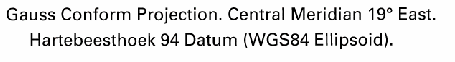 Gauss Conform Projection. Central Meridian 19° East.
Hartebeesthoek 94 Datum (WGS84 Ellipsoid).